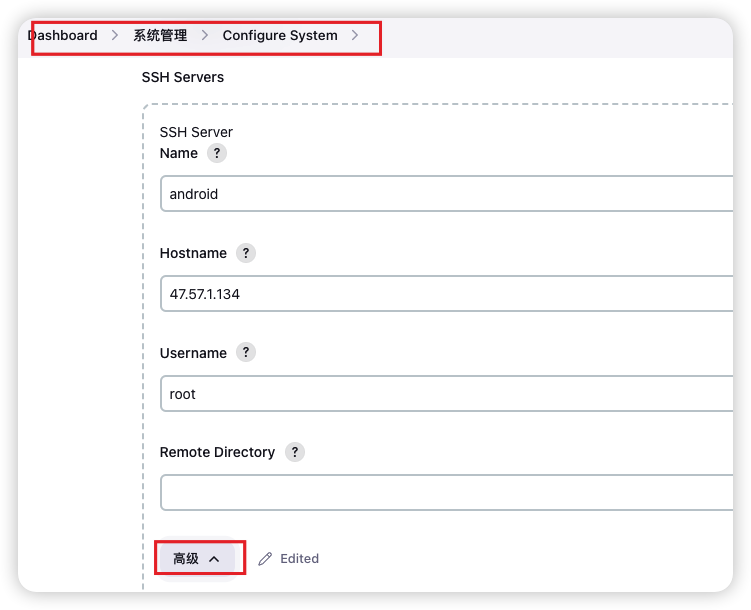 Dashboard > 系统管理 > Configure System >
SSH Servers
SSH Server
Name ?
android
Hostname ?
47.57.1.134
Username ?
root
Remote Directory ?
高级 Edited